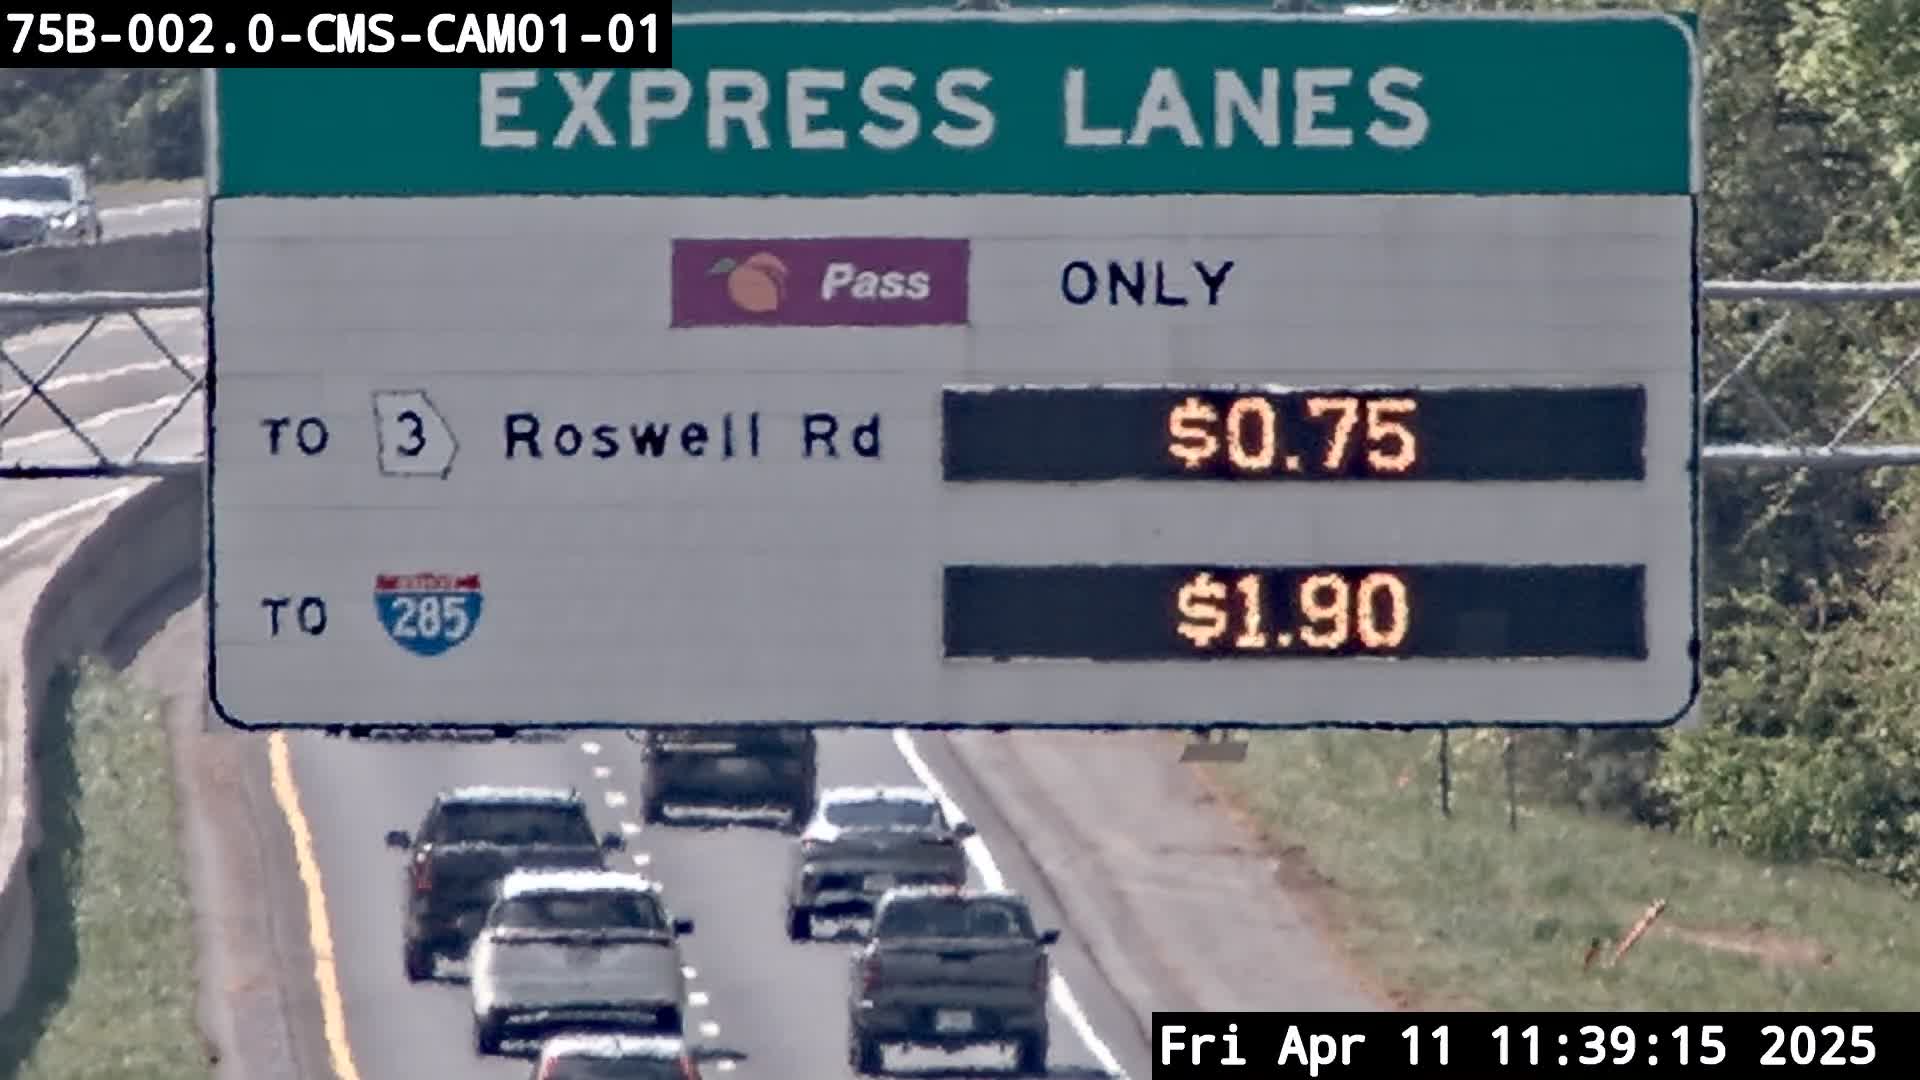 75B-002.0-CMS-CAM01-01
EXPRESS LANES
Pass ONLY
TO 3 Roswell Rd $0.75
TO 285 $1.90
Fri Apr 11 11:39:15 2025